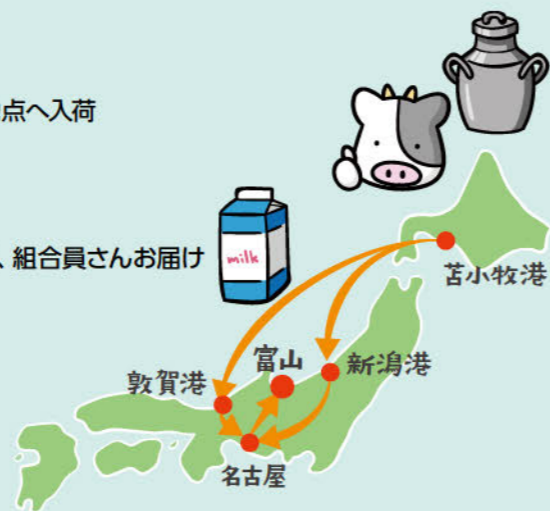 点へ入荷
、組合員さんお届け
milk
苫小牧港
富山
新潟港
敦賀港
名古屋